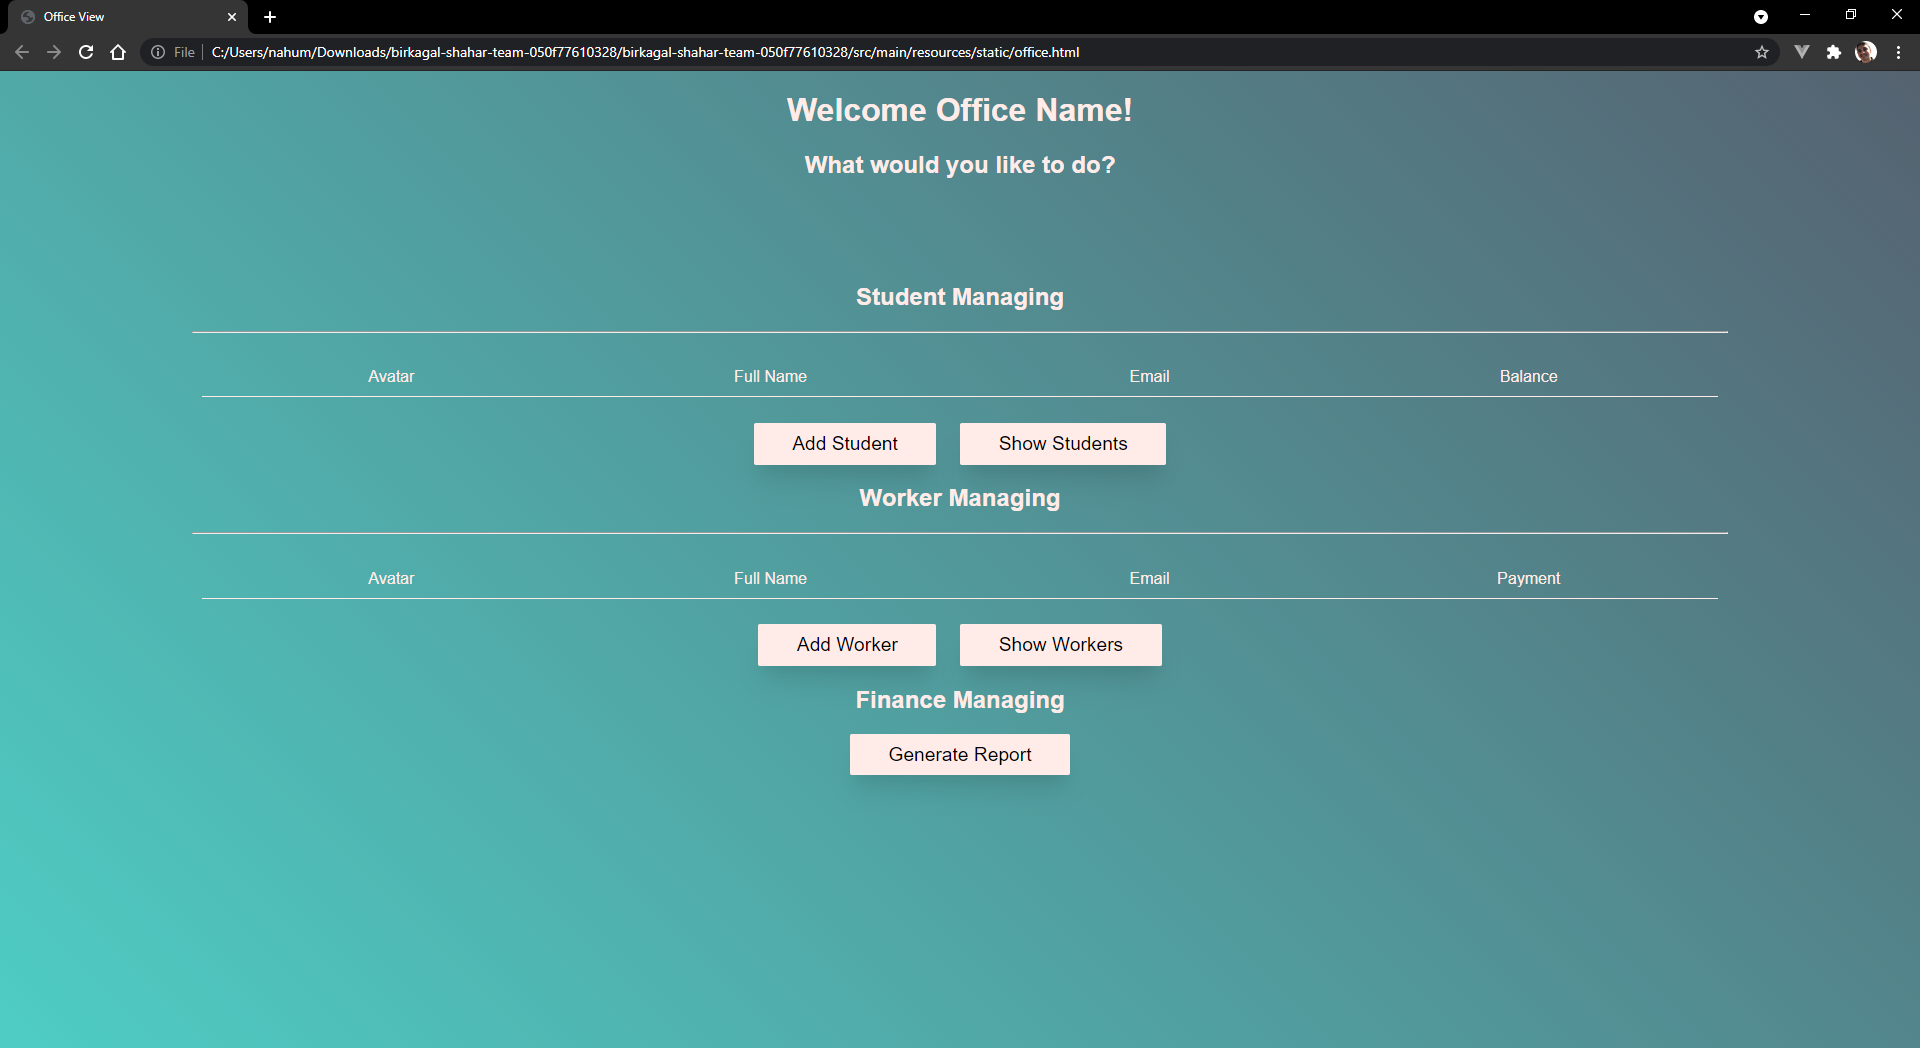 Office View
File C:/Users/nahum/Downloads/birkagal-shahar-team-050f77610328/birkagal-shahar-team-050f77610328/src/main/resources/static/office.html
Welcome Office Name!
What would you like to do?
Student Managing
Avatar Full Name Email Balance
Add Student Show Students
Worker Managing
Avatar Full Name Email Payment
Add Worker Show Workers
Finance Managing
Generate Report